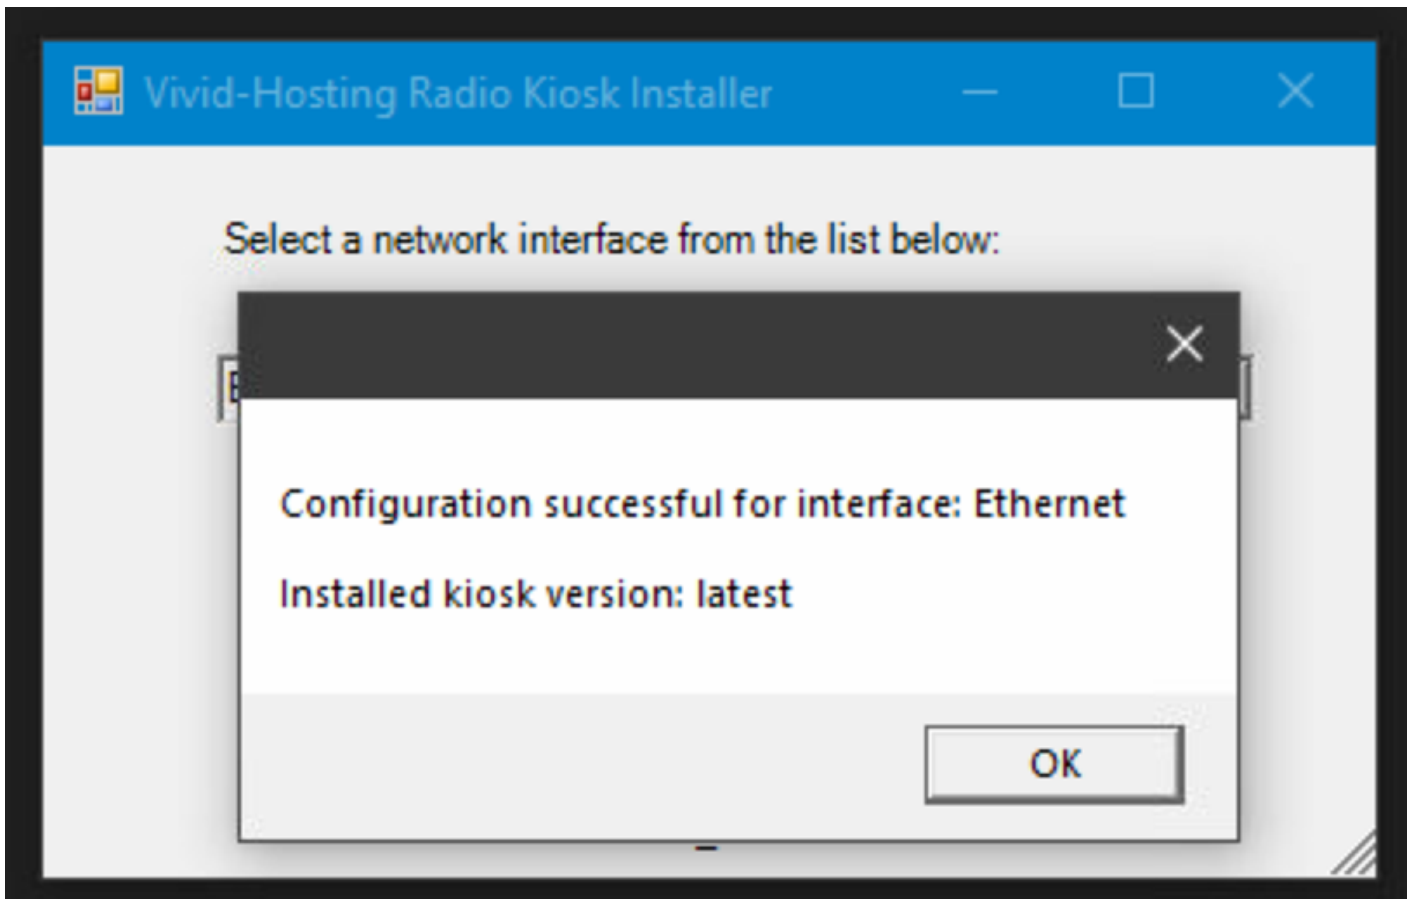 Vivid-Hosting Radio Kiosk Installer
Select a network interface from the list below:
Configuration successful for interface: Ethernet
Installed kiosk version: latest
OK